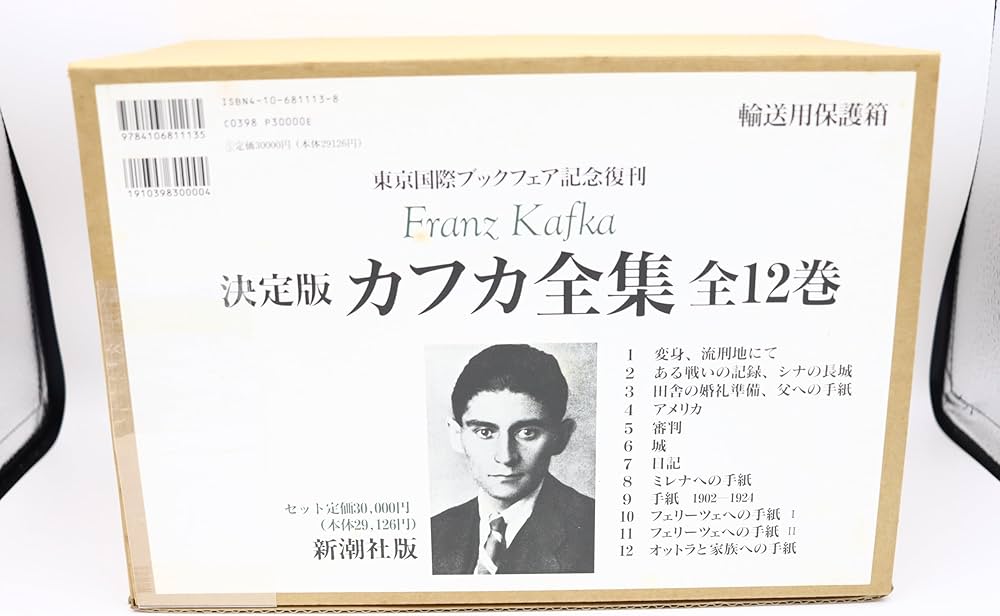 ISBN4-10-681113-8
9784106811135
C0398 P30000E
定価30000円(本体29126円)
1910398300004
輸送用保護箱
東京国際ブックフェア記念復刊
Franz Kafka
決定版 カフカ全集 全12巻
1 変身、流刑地にて
2 ある戦いの記録、シナの長城
3 田舎の婚礼準備、父への手紙
4 アメリカ
5 審判
6 城
7 日記
8 ミレナへの手紙
9 手紙 1902―1924
10 フェリーツェへの手紙 I
11 フェリーツェへの手紙 II
12 オットラと家族への手紙
セット定価30,000円
(本体29,126円)
新潮社版